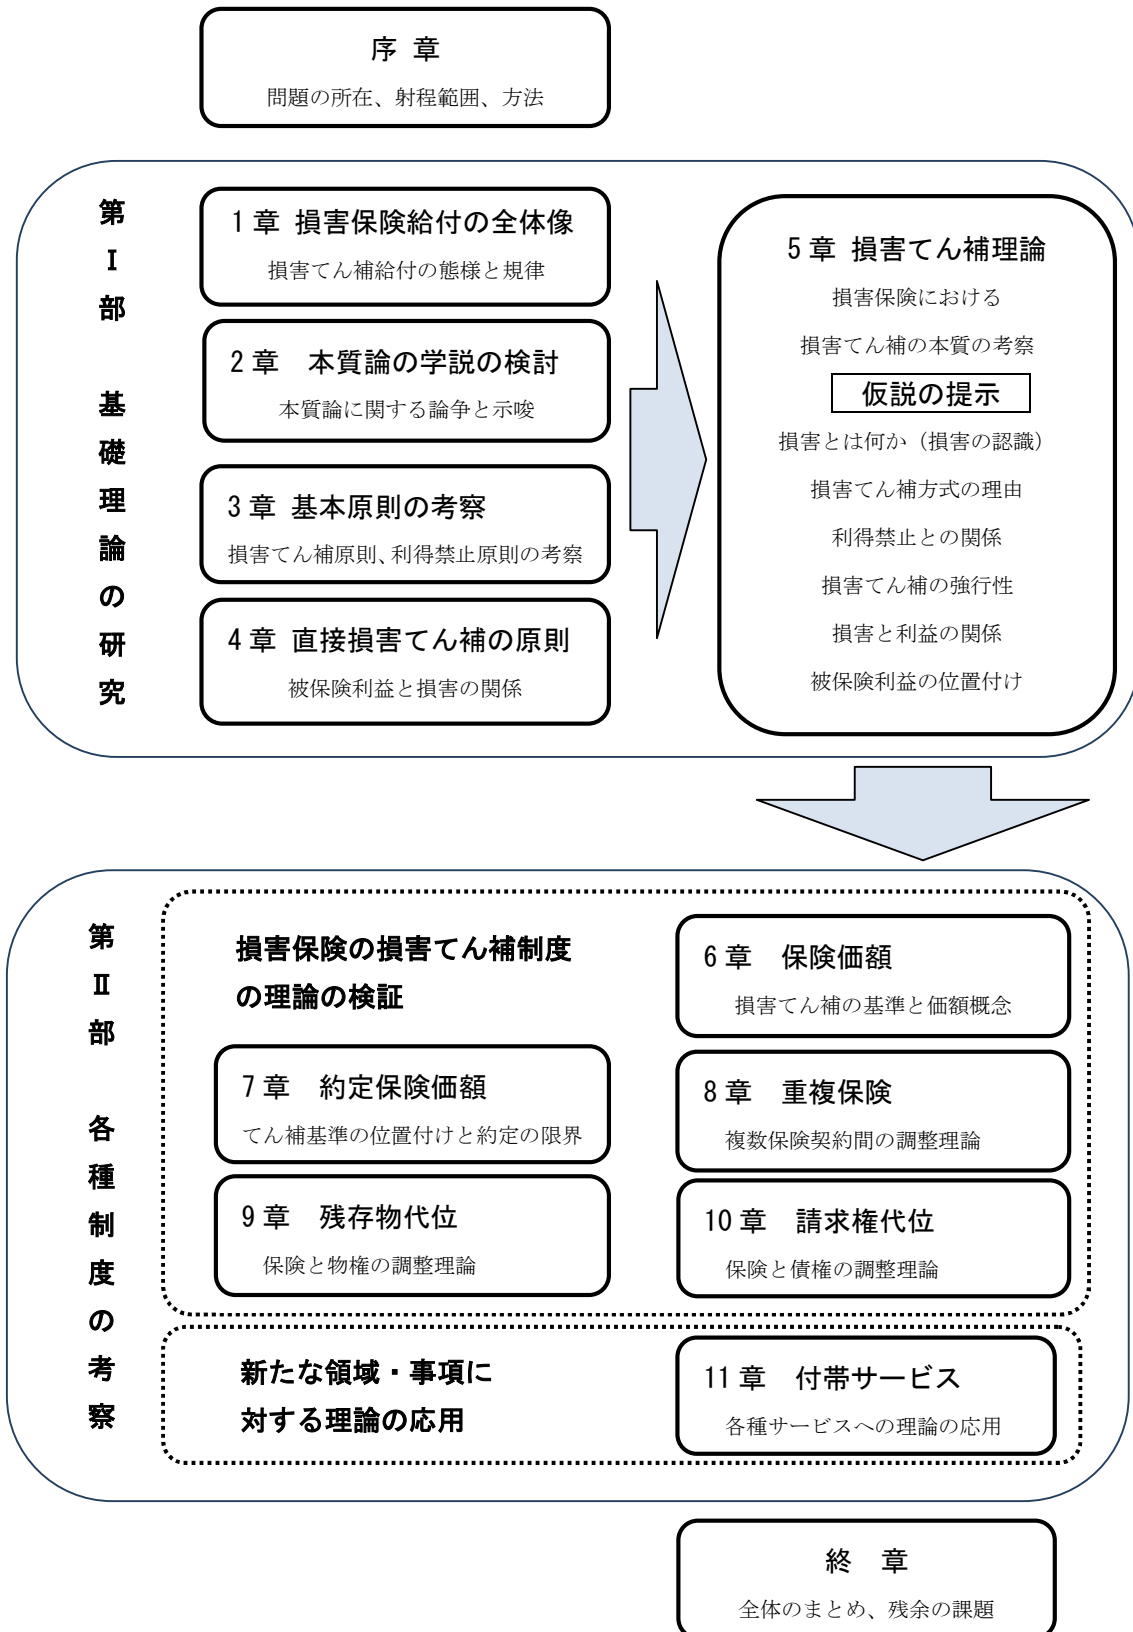 序 章
問題の所在、射程範囲、方法
第Ⅰ部 基礎理論の研究
1 章 損害保険給付の全体像
損害てん補給付の態様と規律
2 章 本質論の学説の検討
本質論に関する論争と示唆
3 章 基本原則の考察
損害てん補原則、利得禁止原則の考察
4 章 直接損害てん補の原則
被保険利益と損害の関係
5 章 損害てん補理論
損害保険における
損害てん補の本質の考察
仮説の提示
損害とは何か（損害の認識）
損害てん補方式の理由
利得禁止との関係
損害てん補の強行性
損害と利益の関係
被保険利益の位置付け
第Ⅱ部 各種制度の考察
損害保険の損害てん補制度
の理論の検証
6 章 保険価額
損害てん補の基準と価額概念
7 章 約定保険価額
てん補基準の位置付けと約定の限界
8 章 重複保険
複数保険契約間の調整理論
9 章 残存物代位
保険と物権の調整理論
10 章 請求権代位
保険と債権の調整理論
新たな領域・事項に
対する理論の応用
11 章 付帯サービス
各種サービスへの理論の応用
終 章
全体のまとめ、残余の課題